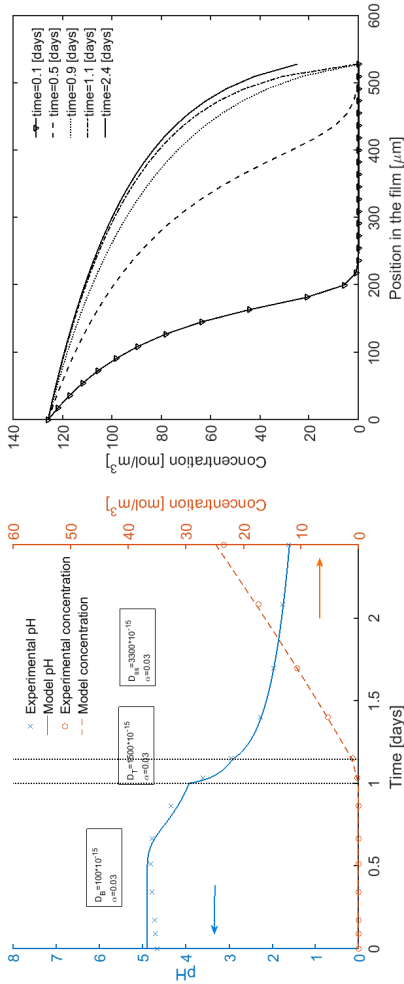 8
7
6
5
4
3
2
1
0
pH
60
50
40
30
20
10
0
Concentration [mol/m³]
0
0.5
1
1.5
2
Time [days]
Experimental pH
Model pH
Experimental concentration
Model concentration
D_B=100*10^-15
α=0.03
D_T=1500*10^-15
α=0.03
D_ss=3300*10^-15
α=0.03
140
120
100
80
60
40
20
0
Concentration [mol/m³]
0
100
200
300
400
500
600
Position in the film [μm]
time=0.1 [days]
time=0.5 [days]
time=0.9 [days]
time=1.1 [days]
time=2.4 [days]